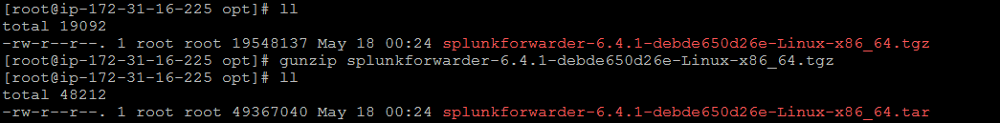 [root@ip-172-31-16-225 opt]# ll
total 19092
-rw-r--r--. 1 root root 19548137 May 18 00:24 splunkforwarder-6.4.1-debde650d26e-Linux-x86_64.tgz
[root@ip-172-31-16-225 opt]# gunzip splunkforwarder-6.4.1-debde650d26e-Linux-x86_64.tgz
[root@ip-172-31-16-225 opt]# ll
total 48212
-rw-r--r--. 1 root root 49367040 May 18 00:24 splunkforwarder-6.4.1-debde650d26e-Linux-x86_64.tar